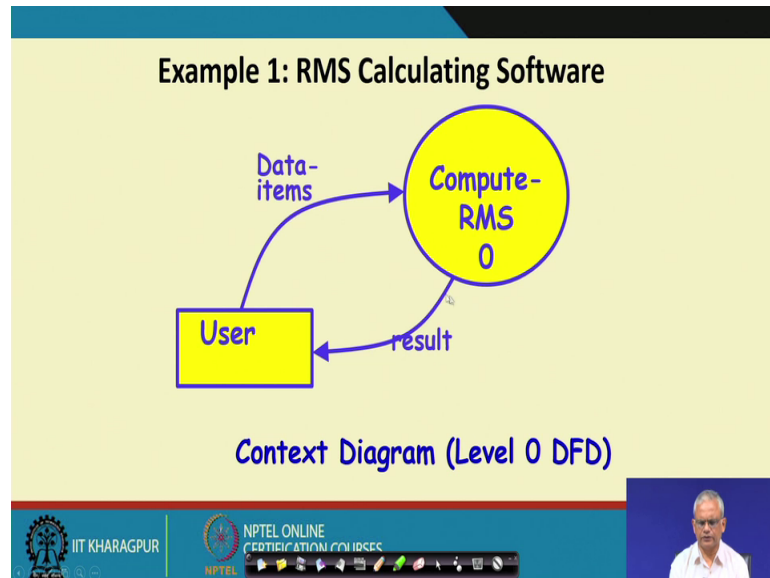 Example 1: RMS Calculating Software
Data-
items
Compute-
RMS
0
User
result
Context Diagram (Level 0 DFD)
IIT KHARAGPUR
NPTEL
NPTEL ONLINE
CERTIFICATION COURSES